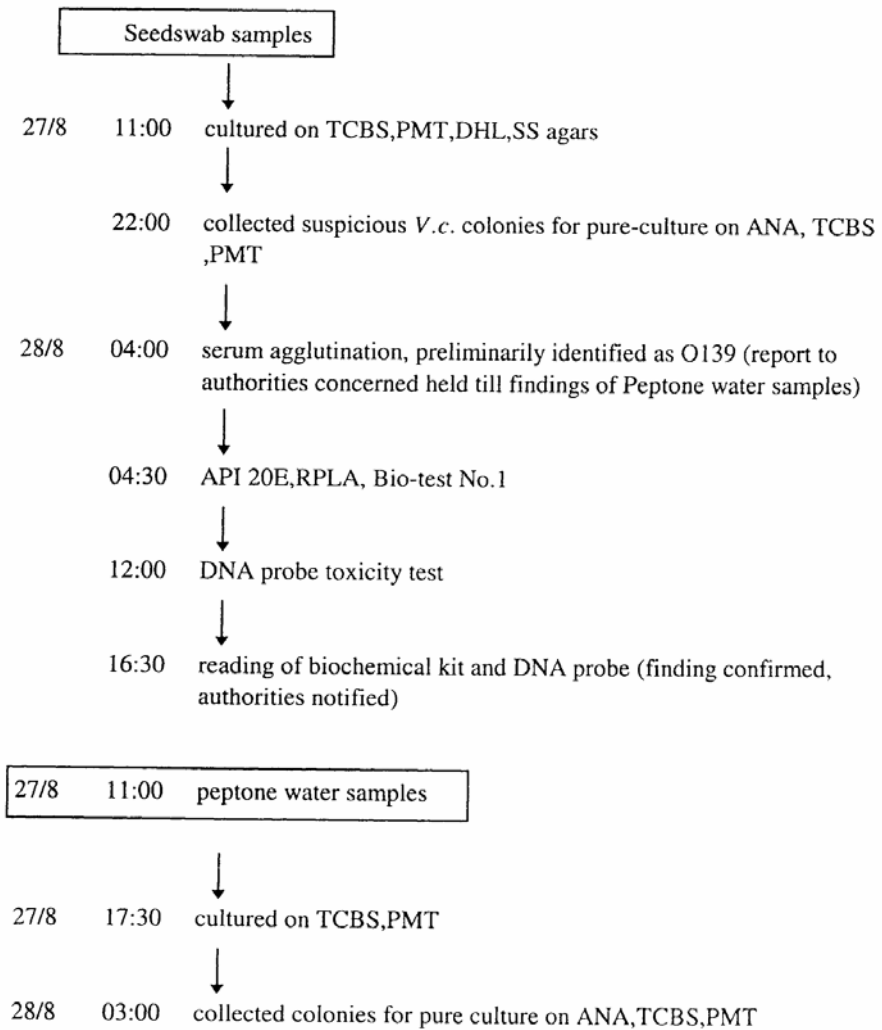 Seedswab samples
27/8 11:00 cultured on TCBS,PMT,DHL,SS agars
22:00 collected suspicious V.c. colonies for pure-culture on ANA, TCBS
,PMT
28/8 04:00 serum agglutination, preliminarily identified as O139 (report to
authorities concerned held till findings of Peptone water samples)
04:30 API 20E,RPLA, Bio-test No.1
12:00 DNA probe toxicity test
16:30 reading of biochemical kit and DNA probe (finding confirmed,
authorities notified)
27/8 11:00 peptone water samples
27/8 17:30 cultured on TCBS,PMT
28/8 03:00 collected colonies for pure culture on ANA,TCBS,PMT